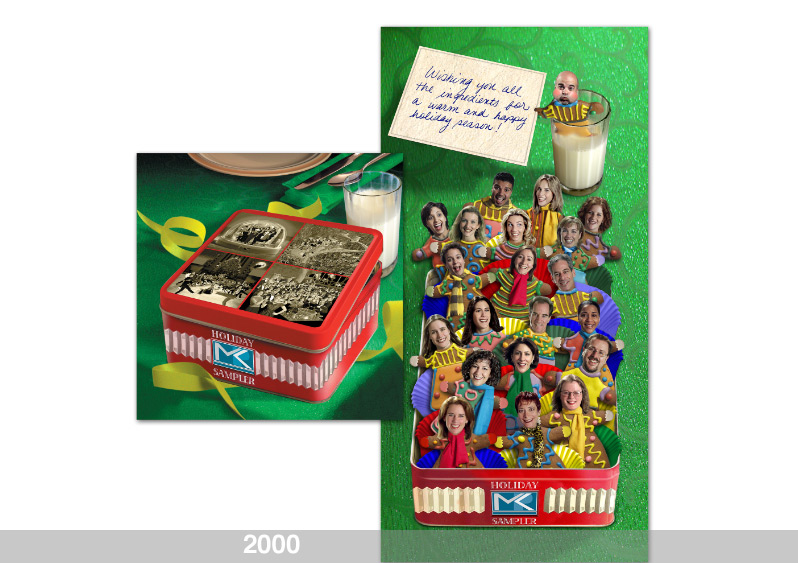 Wishing you all
the ingredients for
a warm and happy
holiday season!
HOLIDAY
MK
SAMPLER
HOLIDAY
MK
SAMPLER
2000